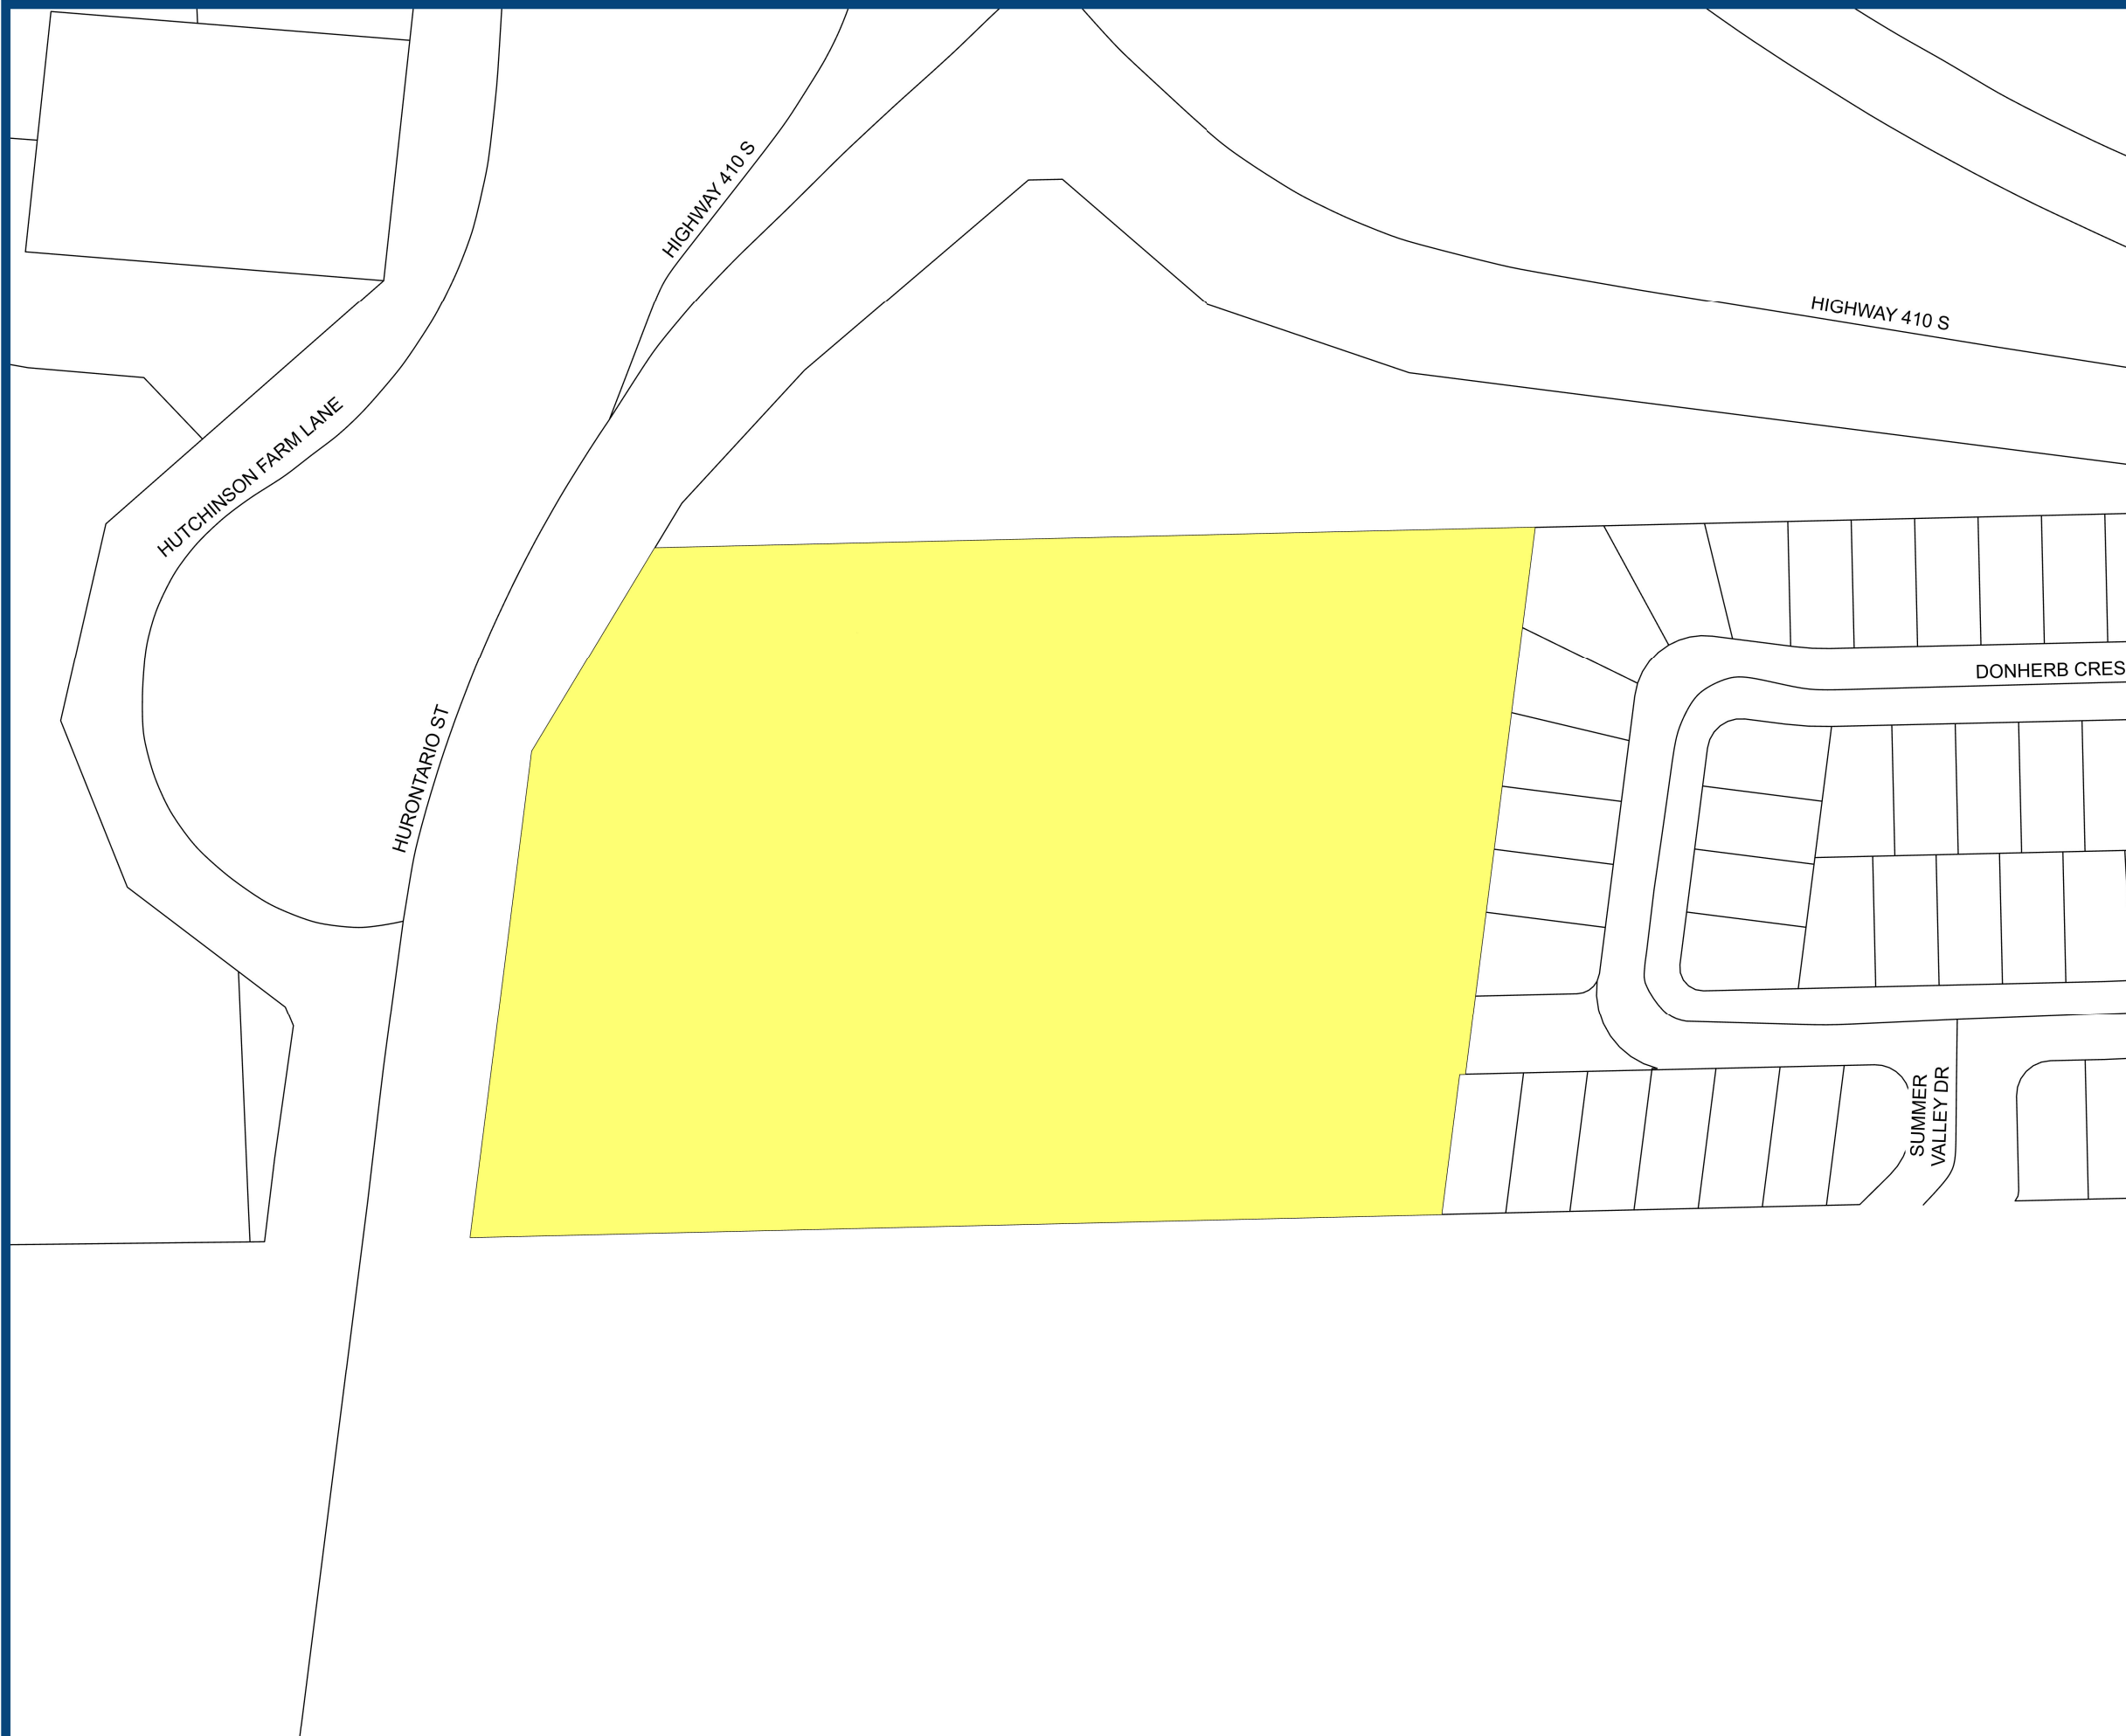 HIGHWAY 410 S
HIGHWAY 410 S
HUTCHINSON FARM LANE
DONHERB CRES
HURONTARIO ST
SUMMER
VALLEY DR